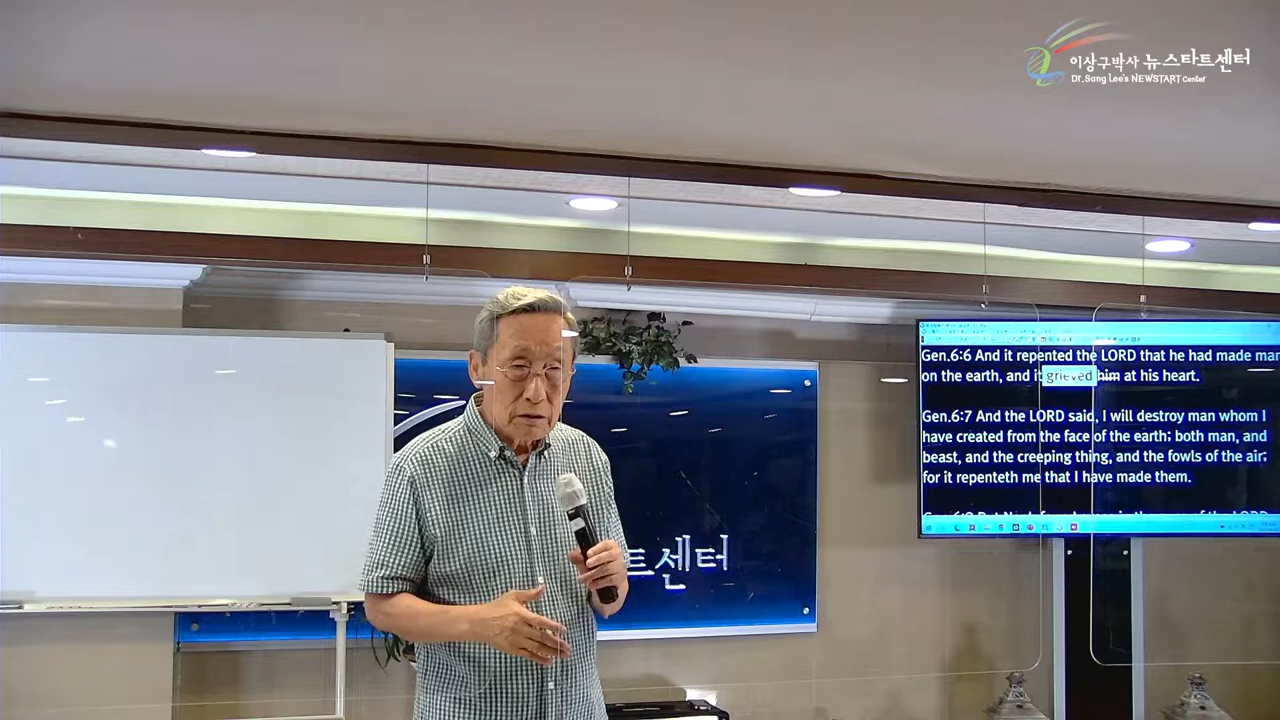 이상구박사 뉴스타트센터
Dr. Sang Lee's NEWSTART Center
Gen.6:6 And it repented the LORD that he had made man
on the earth, and it grieved him at his heart.
Gen.6:7 And the LORD said, I will destroy man whom I
have created from the face of the earth; both man, and
beast, and the creeping thing, and the fowls of the air;
for it repenteth me that I have made them.
트센터